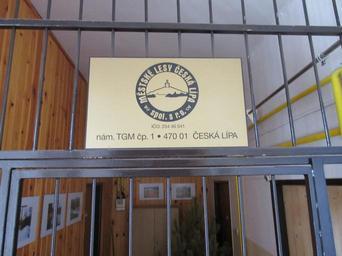 MĚSTSKÉ LESY ČESKÁ LÍPA
spol. s r.o.
nám. TGM čp. 1 • 470 01 ČESKÁ LÍPA